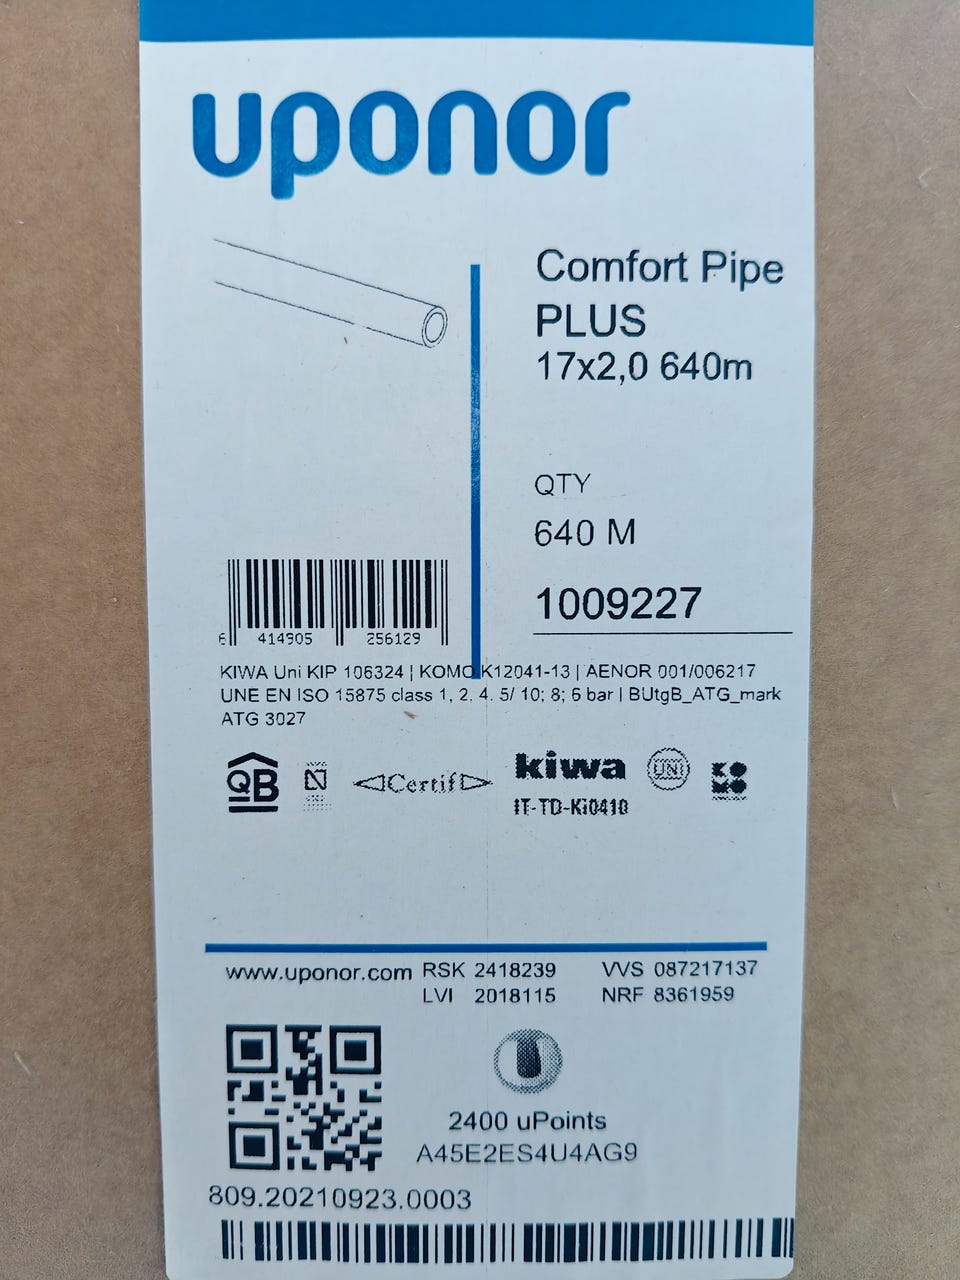 uponor
Comfort Pipe
PLUS
17x2,0 640m
QTY
640 M
1009227
6 414905 256129
KIWA Uni KIP 106324 | KOMO K12041-13 | AENOR 001/006217
UNE EN ISO 15875 class 1, 2, 4, 5/ 10; 8; 6 bar | BUtgB_ATG_mark
ATG 3027
QB
N
Certif
kiwa
UNI
KOMO
IT-TD-Ki0410
www.uponor.com RSK 2418239 VVS 087217137
LVI 2018115 NRF 8361959
2400 uPoints
A45E2ES4U4AG9
809.20210923.0003